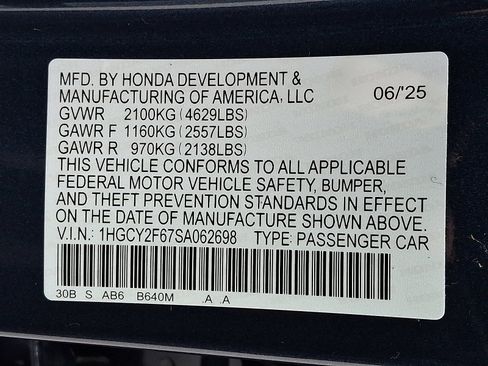 MFD. BY HONDA DEVELOPMENT &
MANUFACTURING OF AMERICA, LLC 06/'25
GVWR 2100KG (4629LBS)
GAWR F 1160KG (2557LBS)
GAWR R 970KG (2138LBS)
THIS VEHICLE CONFORMS TO ALL APPLICABLE
FEDERAL MOTOR VEHICLE SAFETY, BUMPER,
AND THEFT PREVENTION STANDARDS IN EFFECT
ON THE DATE OF MANUFACTURE SHOWN ABOVE.
V.I.N.: 1HGCY2F67SA062698 TYPE: PASSENGER CAR
30B S AB6 B640M .A .A